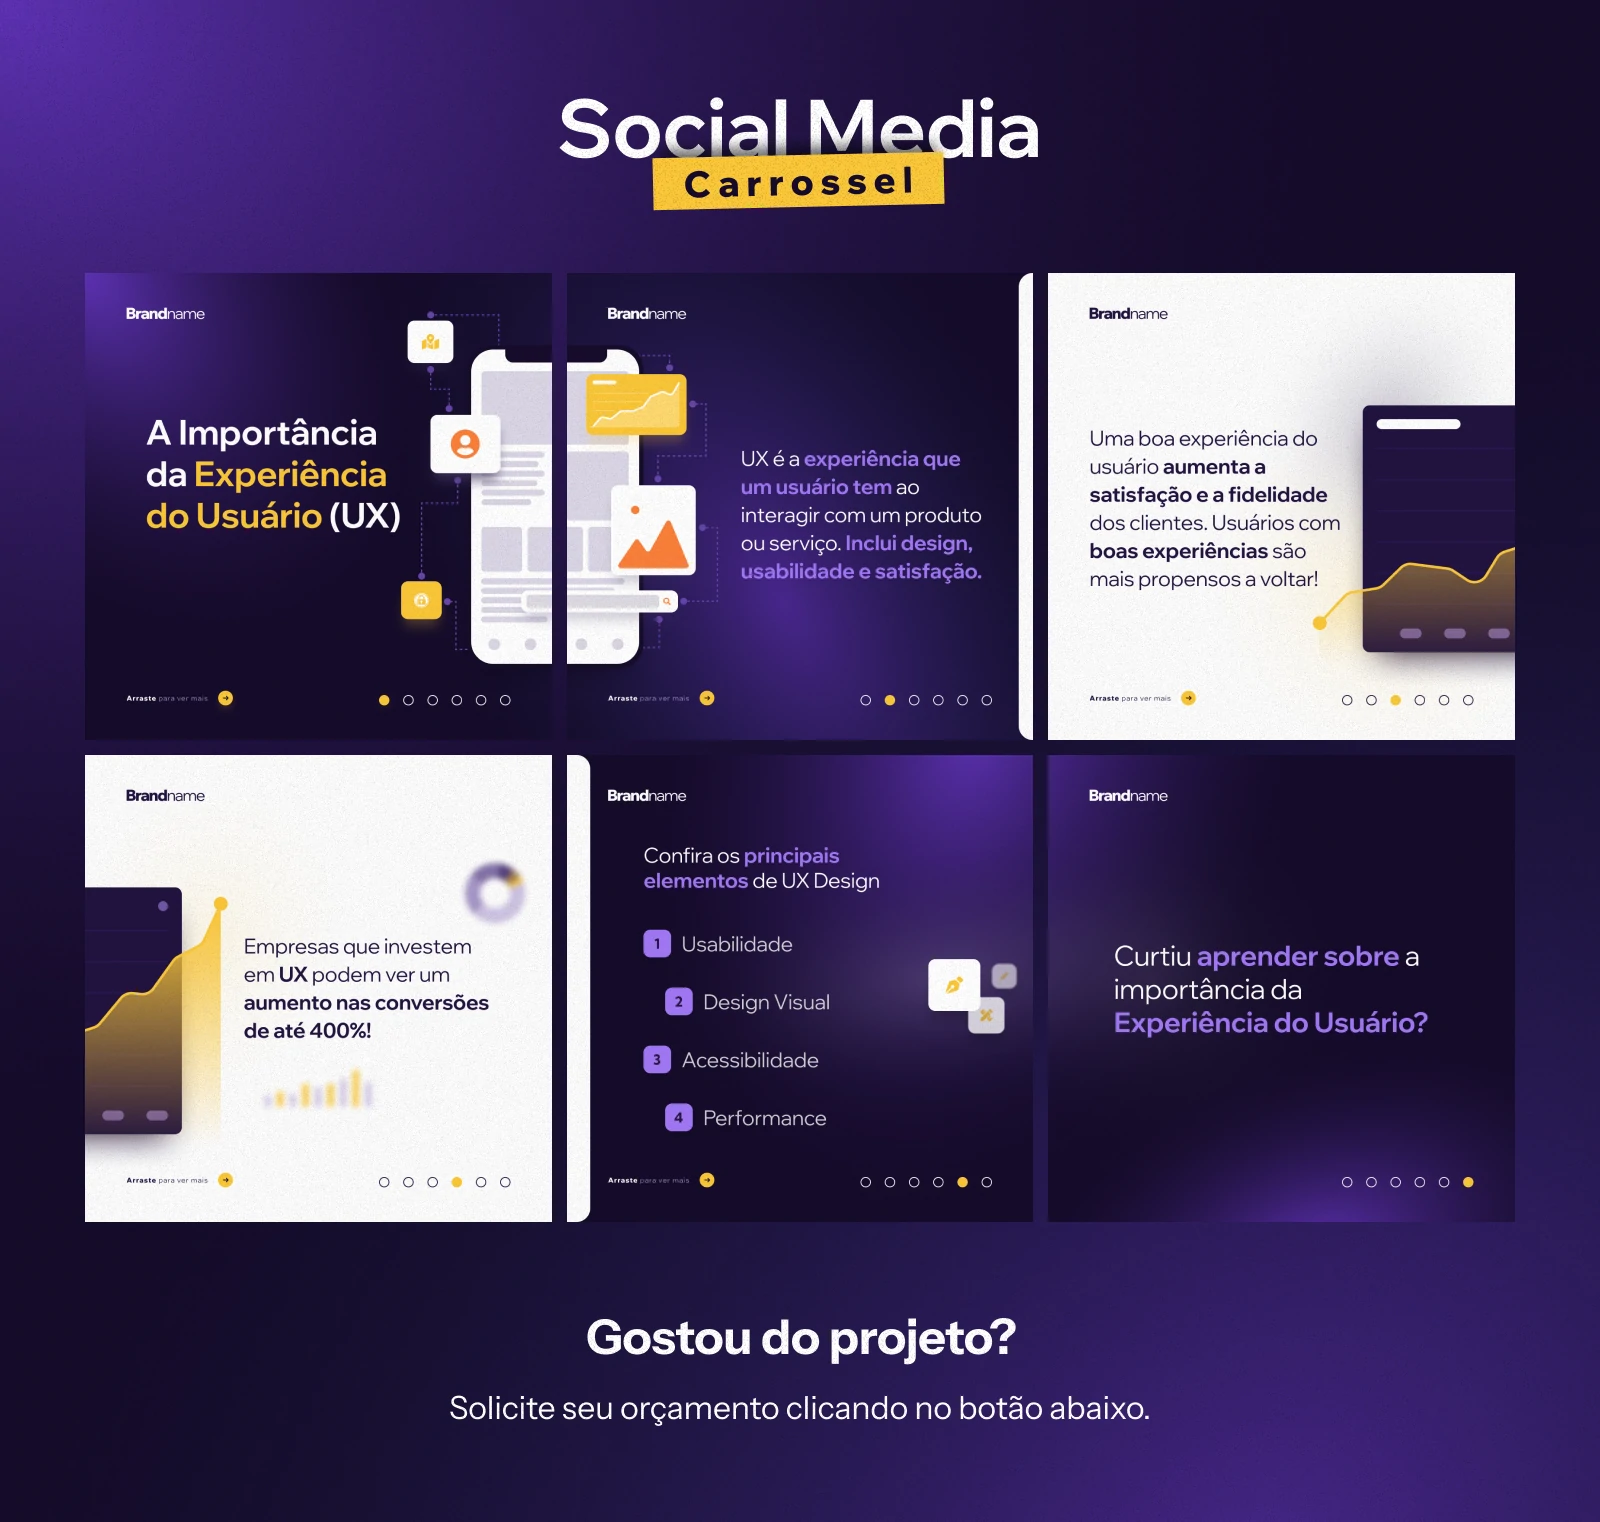 Social Media
Carrossel
Brandname
A Importância
da Experiência
do Usuário (UX)
Arraste para ver mais
Brandname
UX é a experiência que
um usuário tem ao
interagir com um produto
ou serviço. Inclui design,
usabilidade e satisfação.
Arraste para ver mais
Brandname
Uma boa experiência do
usuário aumenta a
satisfação e a fidelidade
dos clientes. Usuários com
boas experiências são
mais propensos a voltar!
Arraste para ver mais
Brandname
Empresas que investem
em UX podem ver um
aumento nas conversões
de até 400%!
Arraste para ver mais
Brandname
Confira os principais
elementos de UX Design
1 Usabilidade
2 Design Visual
3 Acessibilidade
4 Performance
Arraste para ver mais
Brandname
Curtiu aprender sobre a
importância da
Experiência do Usuário?
Gostou do projeto?
Solicite seu orçamento clicando no botão abaixo.